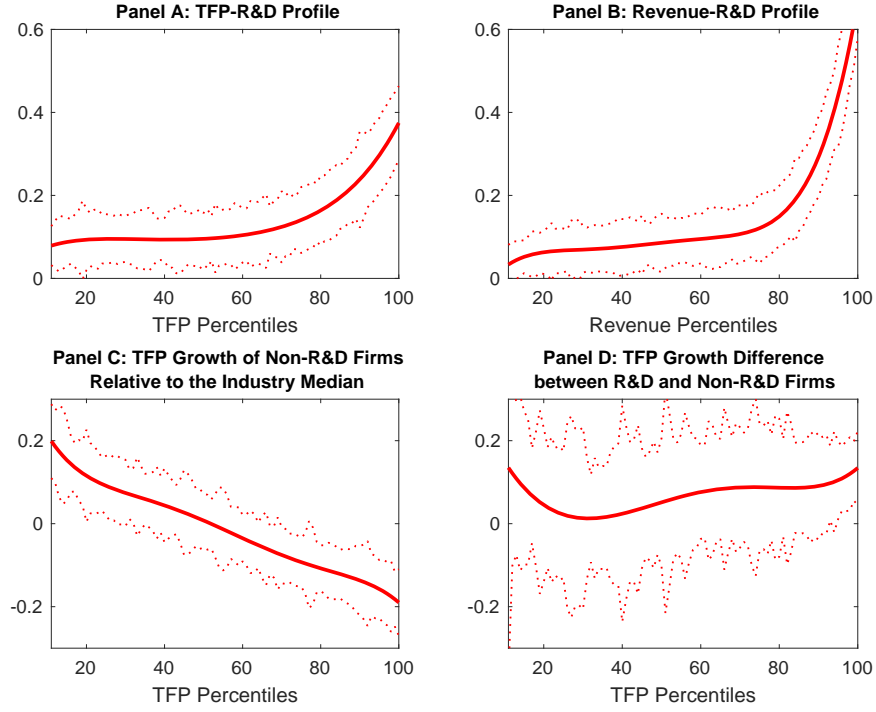 Panel A: TFP-R&D Profile
0.6
0.4
0.2
0
20 40 60 80 100
TFP Percentiles
Panel B: Revenue-R&D Profile
0.6
0.4
0.2
0
20 40 60 80 100
Revenue Percentiles
Panel C: TFP Growth of Non-R&D Firms
Relative to the Industry Median
0.2
0
-0.2
20 40 60 80 100
TFP Percentiles
Panel D: TFP Growth Difference
between R&D and Non-R&D Firms
0.2
0
-0.2
20 40 60 80 100
TFP Percentiles